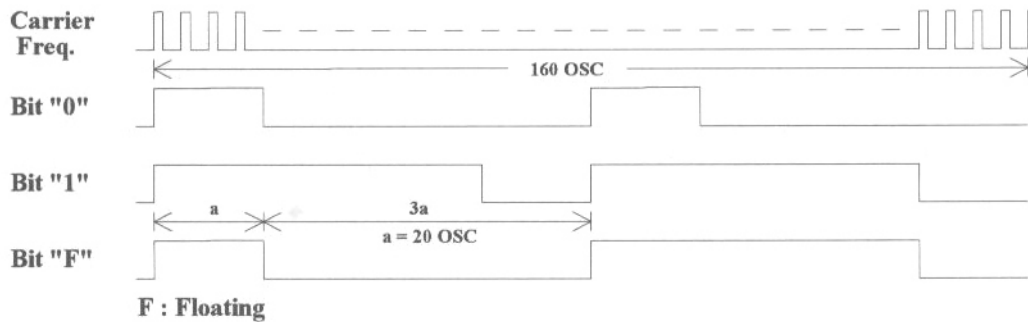 Carrier
Freq.
160 OSC
Bit "0"
Bit "1"
a
3a
a = 20 OSC
Bit "F"
F : Floating